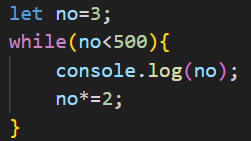 let no=3;
while(no<500){
    console.log(no);
    no*=2;
}